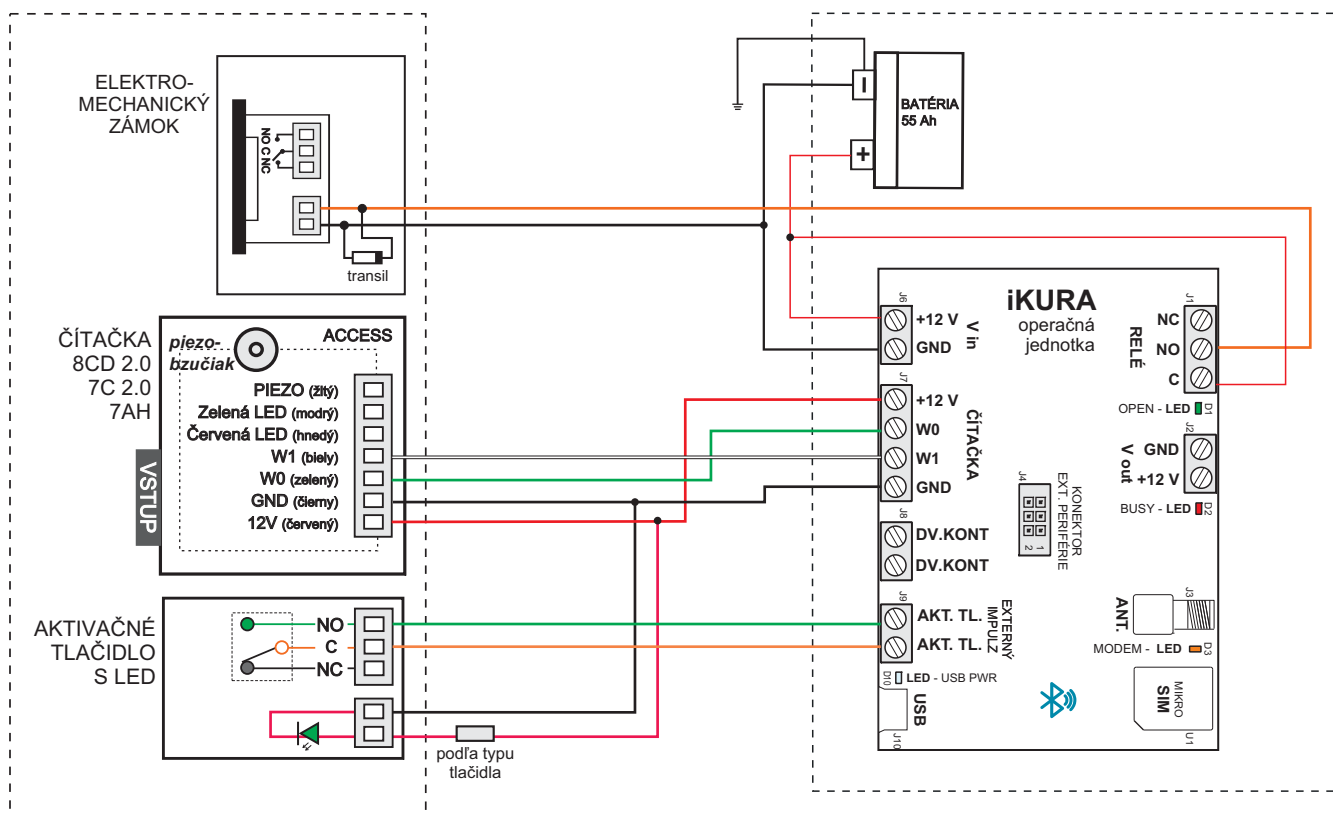 ELEKTRO-
MECHANICKÝ
ZÁMOK
NO C NC
transil
BATÉRIA
55 Ah
ČÍTAČKA
8CD 2.0
7C 2.0
7AH
VSTUP
piezo-
bzučiak
ACCESS
PIEZO (žltý)
Zelená LED (modrý)
Červená LED (hnedý)
W1 (biely)
W0 (zelený)
GND (čierny)
12V (červený)
AKTIVAČNÉ
TLAČIDLO
S LED
NO
C
NC
podľa typu
tlačidla
iKURA
operačná
jednotka
J6
+12 V
GND
V in
J7
+12 V
W0
W1
GND
ČÍTAČKA
J8
DV.KONT
DV.KONT
J9
AKT. TL.
AKT. TL.
EXTERNÝ
IMPULZ
D10
LED - USB PWR
USB
J10
J1
NC
NO
C
RELÉ
OPEN - LED
D1
J2
GND
+12 V
V out
BUSY - LED
D2
J4
2 1
KONEKTOR
EXT. PERIFÉRIE
J3
ANT.
MODEM - LED
D3
MIKRO
SIM
U1
+
−